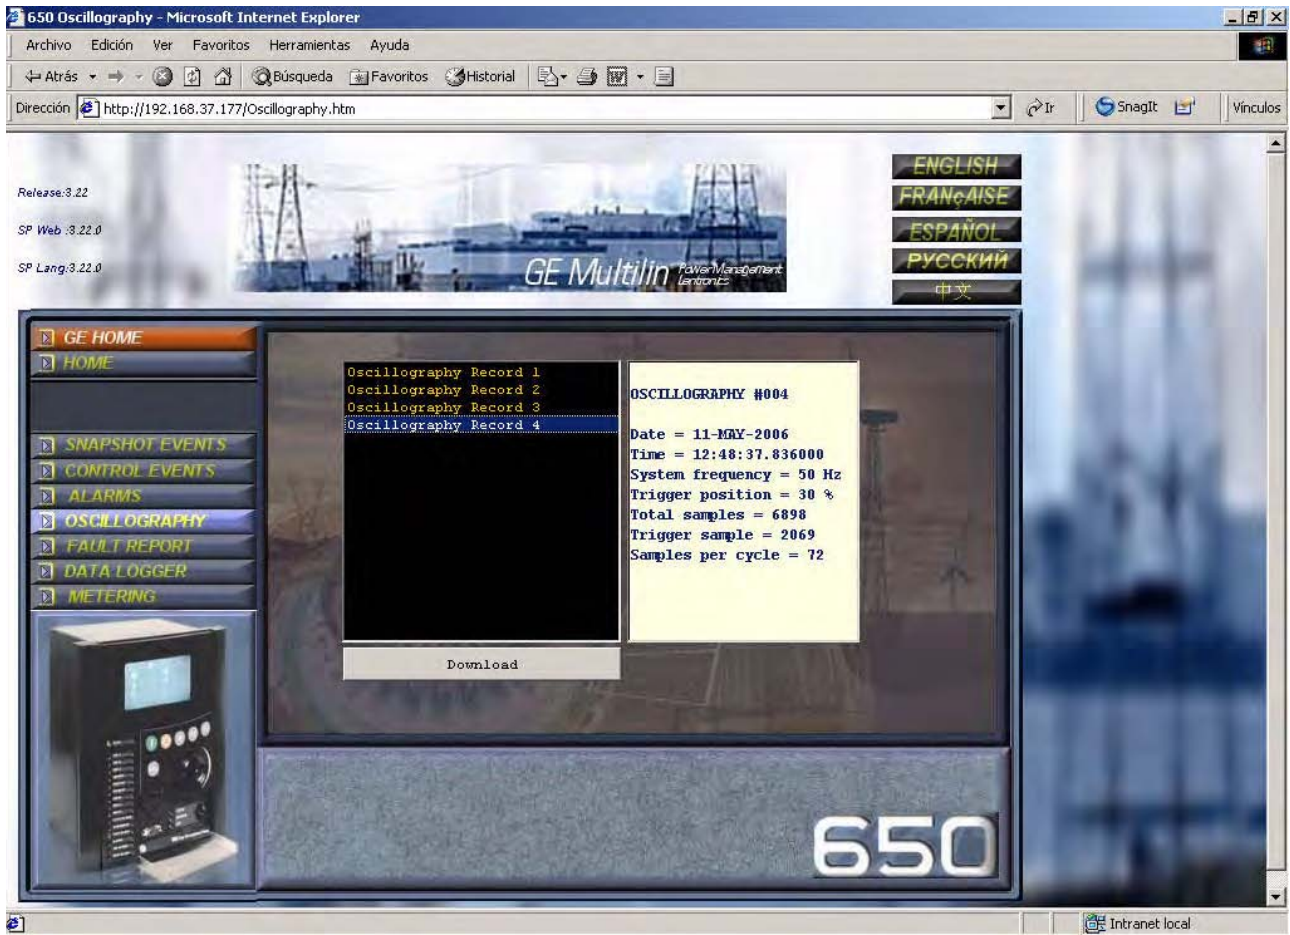 650 Oscillography - Microsoft Internet Explorer
Archivo Edición Ver Favoritos Herramientas Ayuda
Atrás Búsqueda Favoritos Historial
Dirección http://192.168.37.177/Oscillography.htm Ir SnagIt Vínculos
Release:3.22
SP Web :3.22.0
SP Lang:3.22.0
GE Multilin PowerManagement
Lentronics
ENGLISH
FRANçAISE
ESPAÑOL
РУССКИЙ
中文
GE HOME
HOME
SNAPSHOT EVENTS
CONTROL EVENTS
ALARMS
OSCILLOGRAPHY
FAULT REPORT
DATA LOGGER
METERING
Oscillography Record 1
Oscillography Record 2
Oscillography Record 3
Oscillography Record 4
Download
OSCILLOGRAPHY #004
Date = 11-MAY-2006
Time = 12:48:37.836000
System frequency = 50 Hz
Trigger position = 30 %
Total samples = 6898
Trigger sample = 2069
Samples per cycle = 72
650
Intranet local